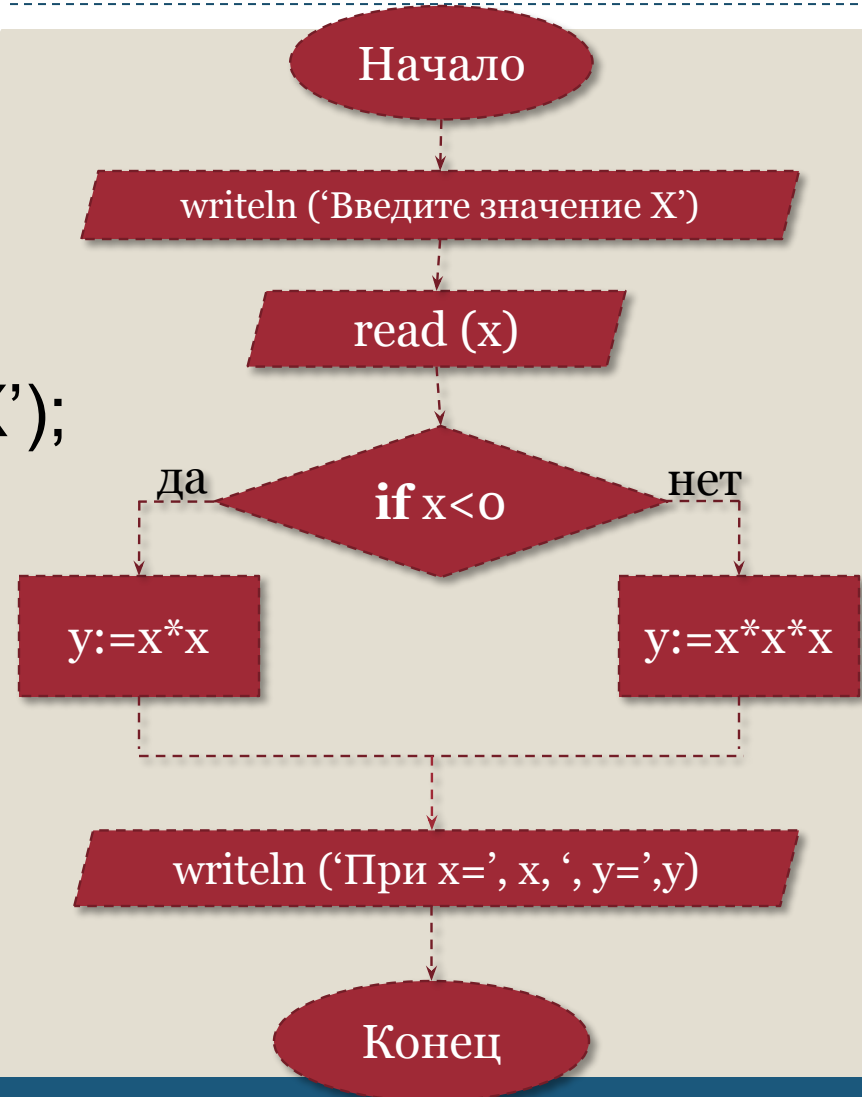 Начало
writeln (‘Введите значение X’)
read (x)
X’);
да
if x<0
нет
y:=x*x
y:=x*x*x
writeln (‘При x=’, x, ‘, y=’,y)
Конец